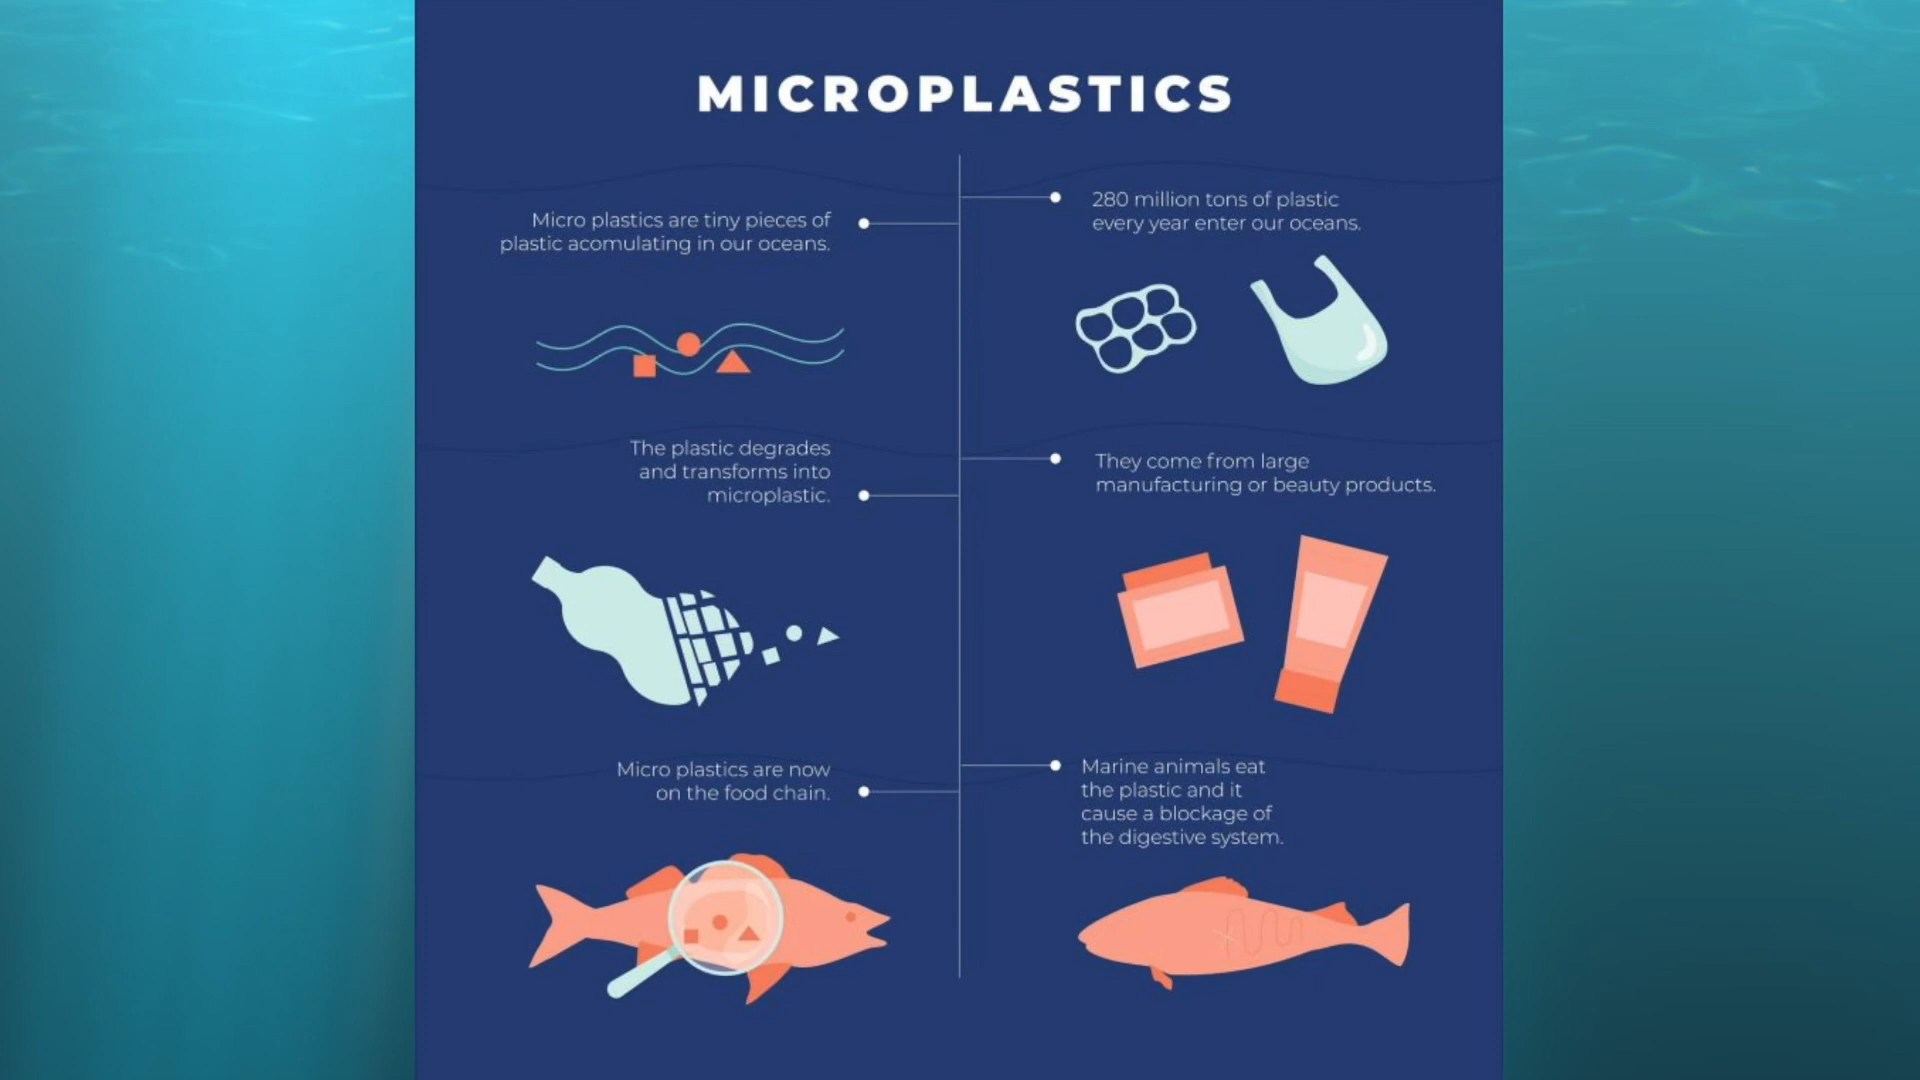 MICROPLASTICS
Micro plastics are tiny pieces of
plastic acomulating in our oceans.
280 million tons of plastic
every year enter our oceans.
The plastic degrades
and transforms into
microplastic.
They come from large
manufacturing or beauty products.
Micro plastics are now
on the food chain.
Marine animals eat
the plastic and it
cause a blockage of
the digestive system.